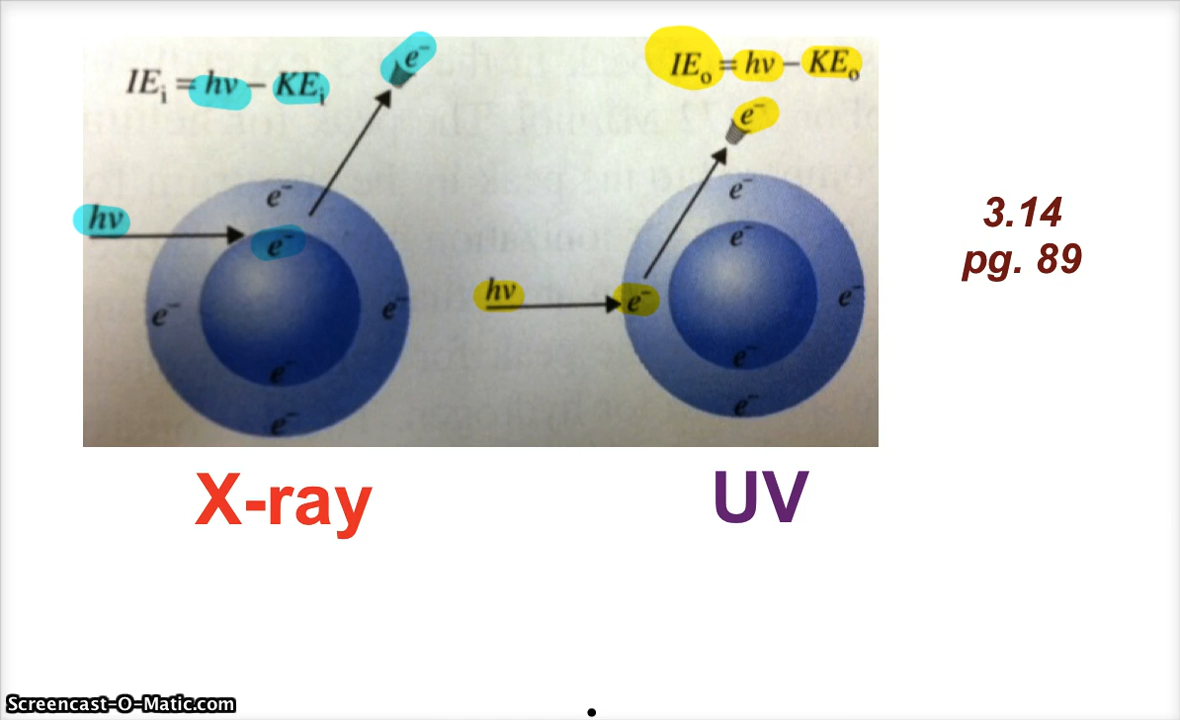 IEᵢ = hν − KEᵢ
e⁻
IEₒ = hν − KEₒ
e⁻
hν
e⁻
e⁻
e⁻
e⁻
e⁻
e⁻
hν
e⁻
e⁻
e⁻
e⁻
e⁻
e⁻
3.14
pg. 89
X-ray
UV
Screencast-O-Matic.com